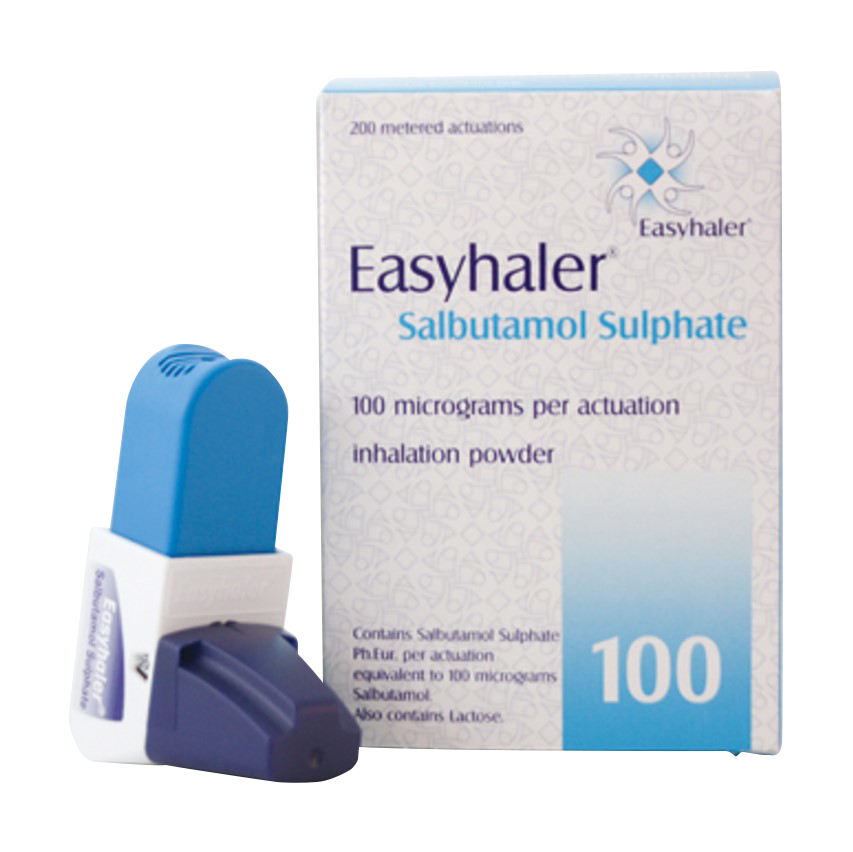 200 metered actuations
Easyhaler®
Easyhaler®
Salbutamol Sulphate
100 micrograms per actuation
inhalation powder
Contains Salbutamol Sulphate
Ph.Eur. per actuation
equivalent to 100 micrograms
Salbutamol.
Also contains Lactose.
100
Easyhaler
Salbutamol Sulphate